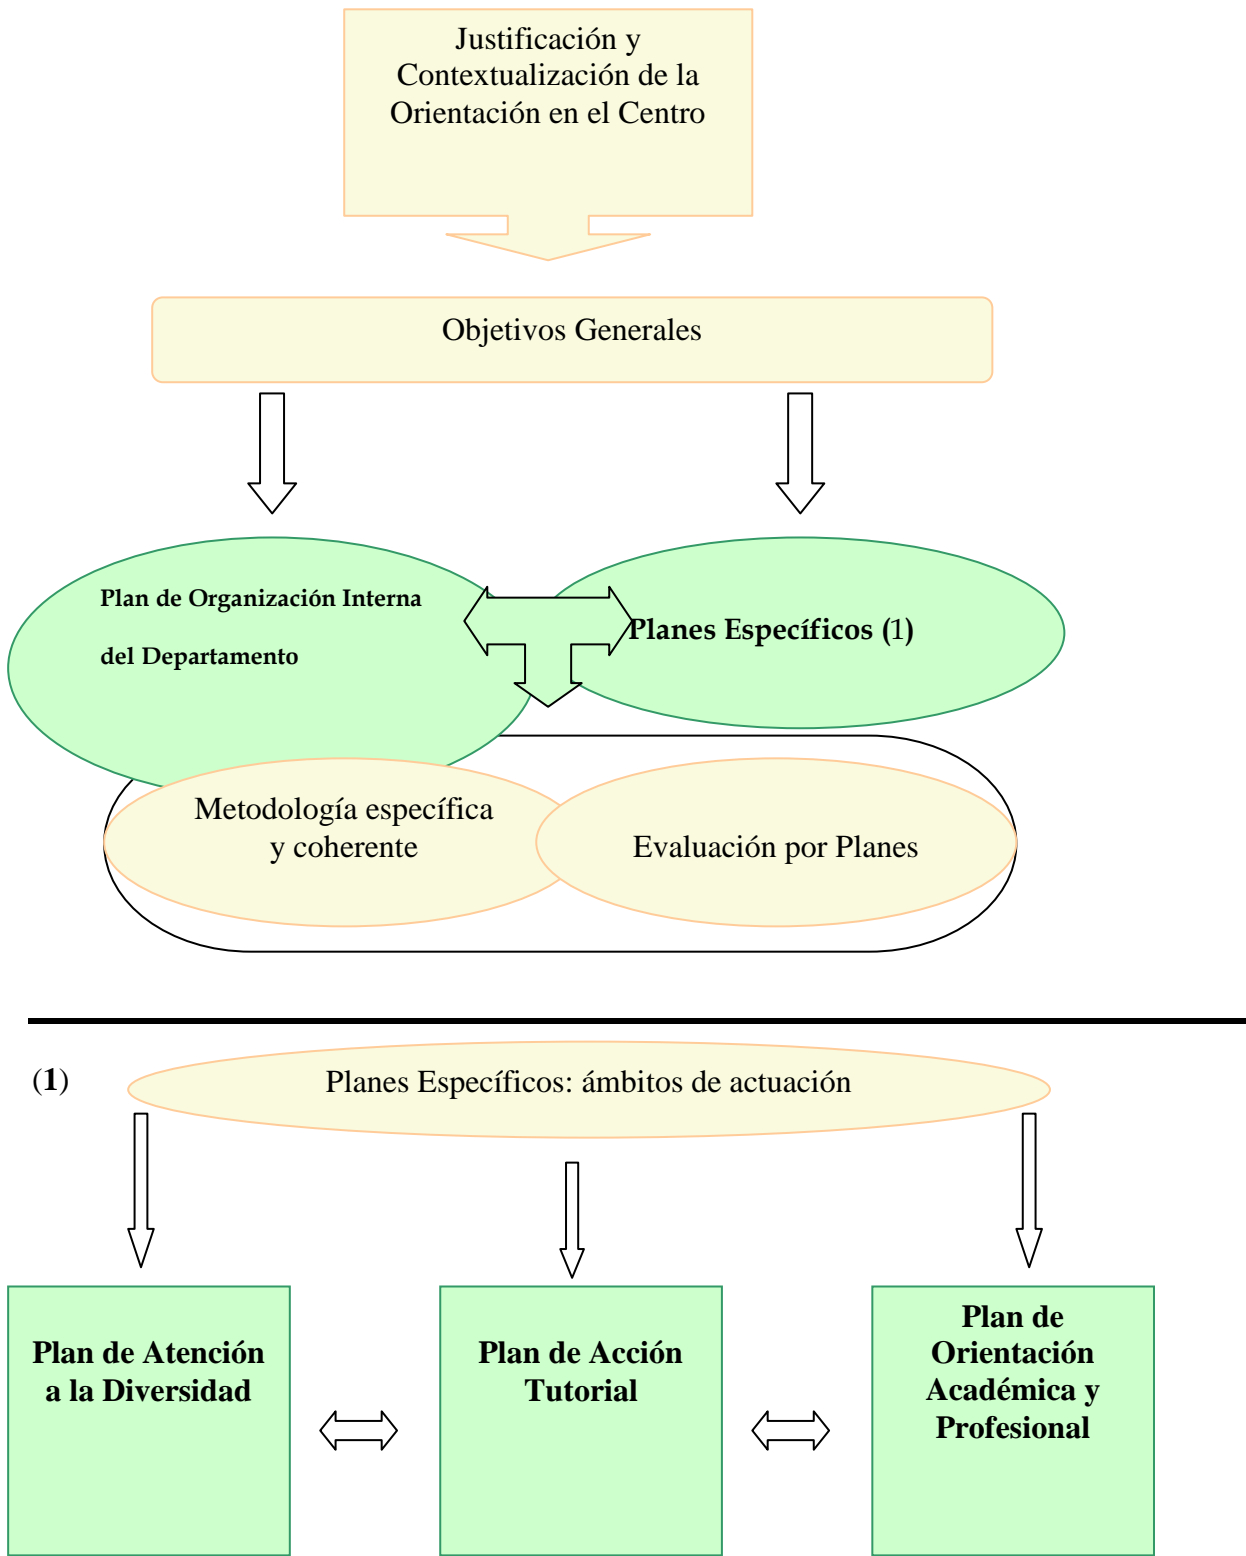 Justificación y
Contextualización de la
Orientación en el Centro
Objetivos Generales
Plan de Organización Interna
del Departamento
Planes Específicos (1)
Metodología específica
y coherente
Evaluación por Planes
(1)
Planes Específicos: ámbitos de actuación
Plan de Atención
a la Diversidad
Plan de Acción
Tutorial
Plan de
Orientación
Académica y
Profesional